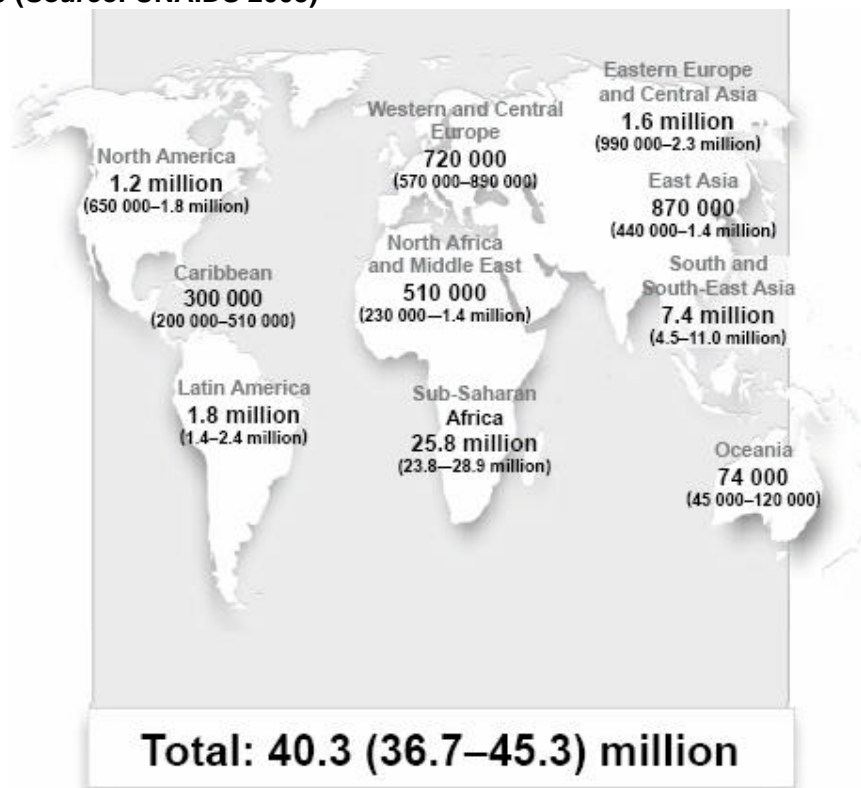 Eastern Europe
and Central Asia
1.6 million
(990 000–2.3 million)
Western and Central
Europe
720 000
(570 000–890 000)
North America
1.2 million
(650 000–1.8 million)
East Asia
870 000
(440 000–1.4 million)
North Africa
and Middle East
510 000
(230 000—1.4 million)
Caribbean
300 000
(200 000–510 000)
South and
South-East Asia
7.4 million
(4.5–11.0 million)
Latin America
1.8 million
(1.4–2.4 million)
Sub-Saharan
Africa
25.8 million
(23.8—28.9 million)
Oceania
74 000
(45 000–120 000)
Total: 40.3 (36.7–45.3) million